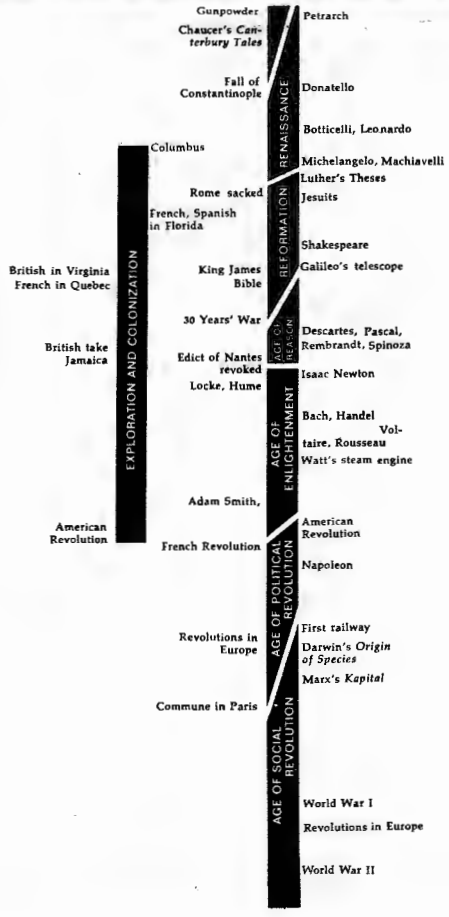 Gunpowder
Petrarch
Chaucer's Can-
terbury Tales
Fall of
Constantinople
Donatello
RENAISSANCE
Botticelli, Leonardo
Columbus
Michelangelo, Machiavelli
Luther's Theses
Rome sacked
Jesuits
French, Spanish
in Florida
REFORMATION
Shakespeare
British in Virginia
French in Quebec
King James
Bible
Galileo's telescope
EXPLORATION AND COLONIZATION
30 Years' War
AGE OF
REASON
Descartes, Pascal,
Rembrandt, Spinoza
British take
Jamaica
Edict of Nantes
revoked
Isaac Newton
Locke, Hume
AGE OF
ENLIGHTENMENT
Bach, Handel
Vol-
taire, Rousseau
Watt's steam engine
Adam Smith,
American
Revolution
American
Revolution
French Revolution
AGE OF POLITICAL
REVOLUTION
Napoleon
First railway
Revolutions in
Europe
Darwin's Origin
of Species
Marx's Kapital
Commune in Paris
AGE OF SOCIAL
REVOLUTION
World War I
Revolutions in Europe
World War II